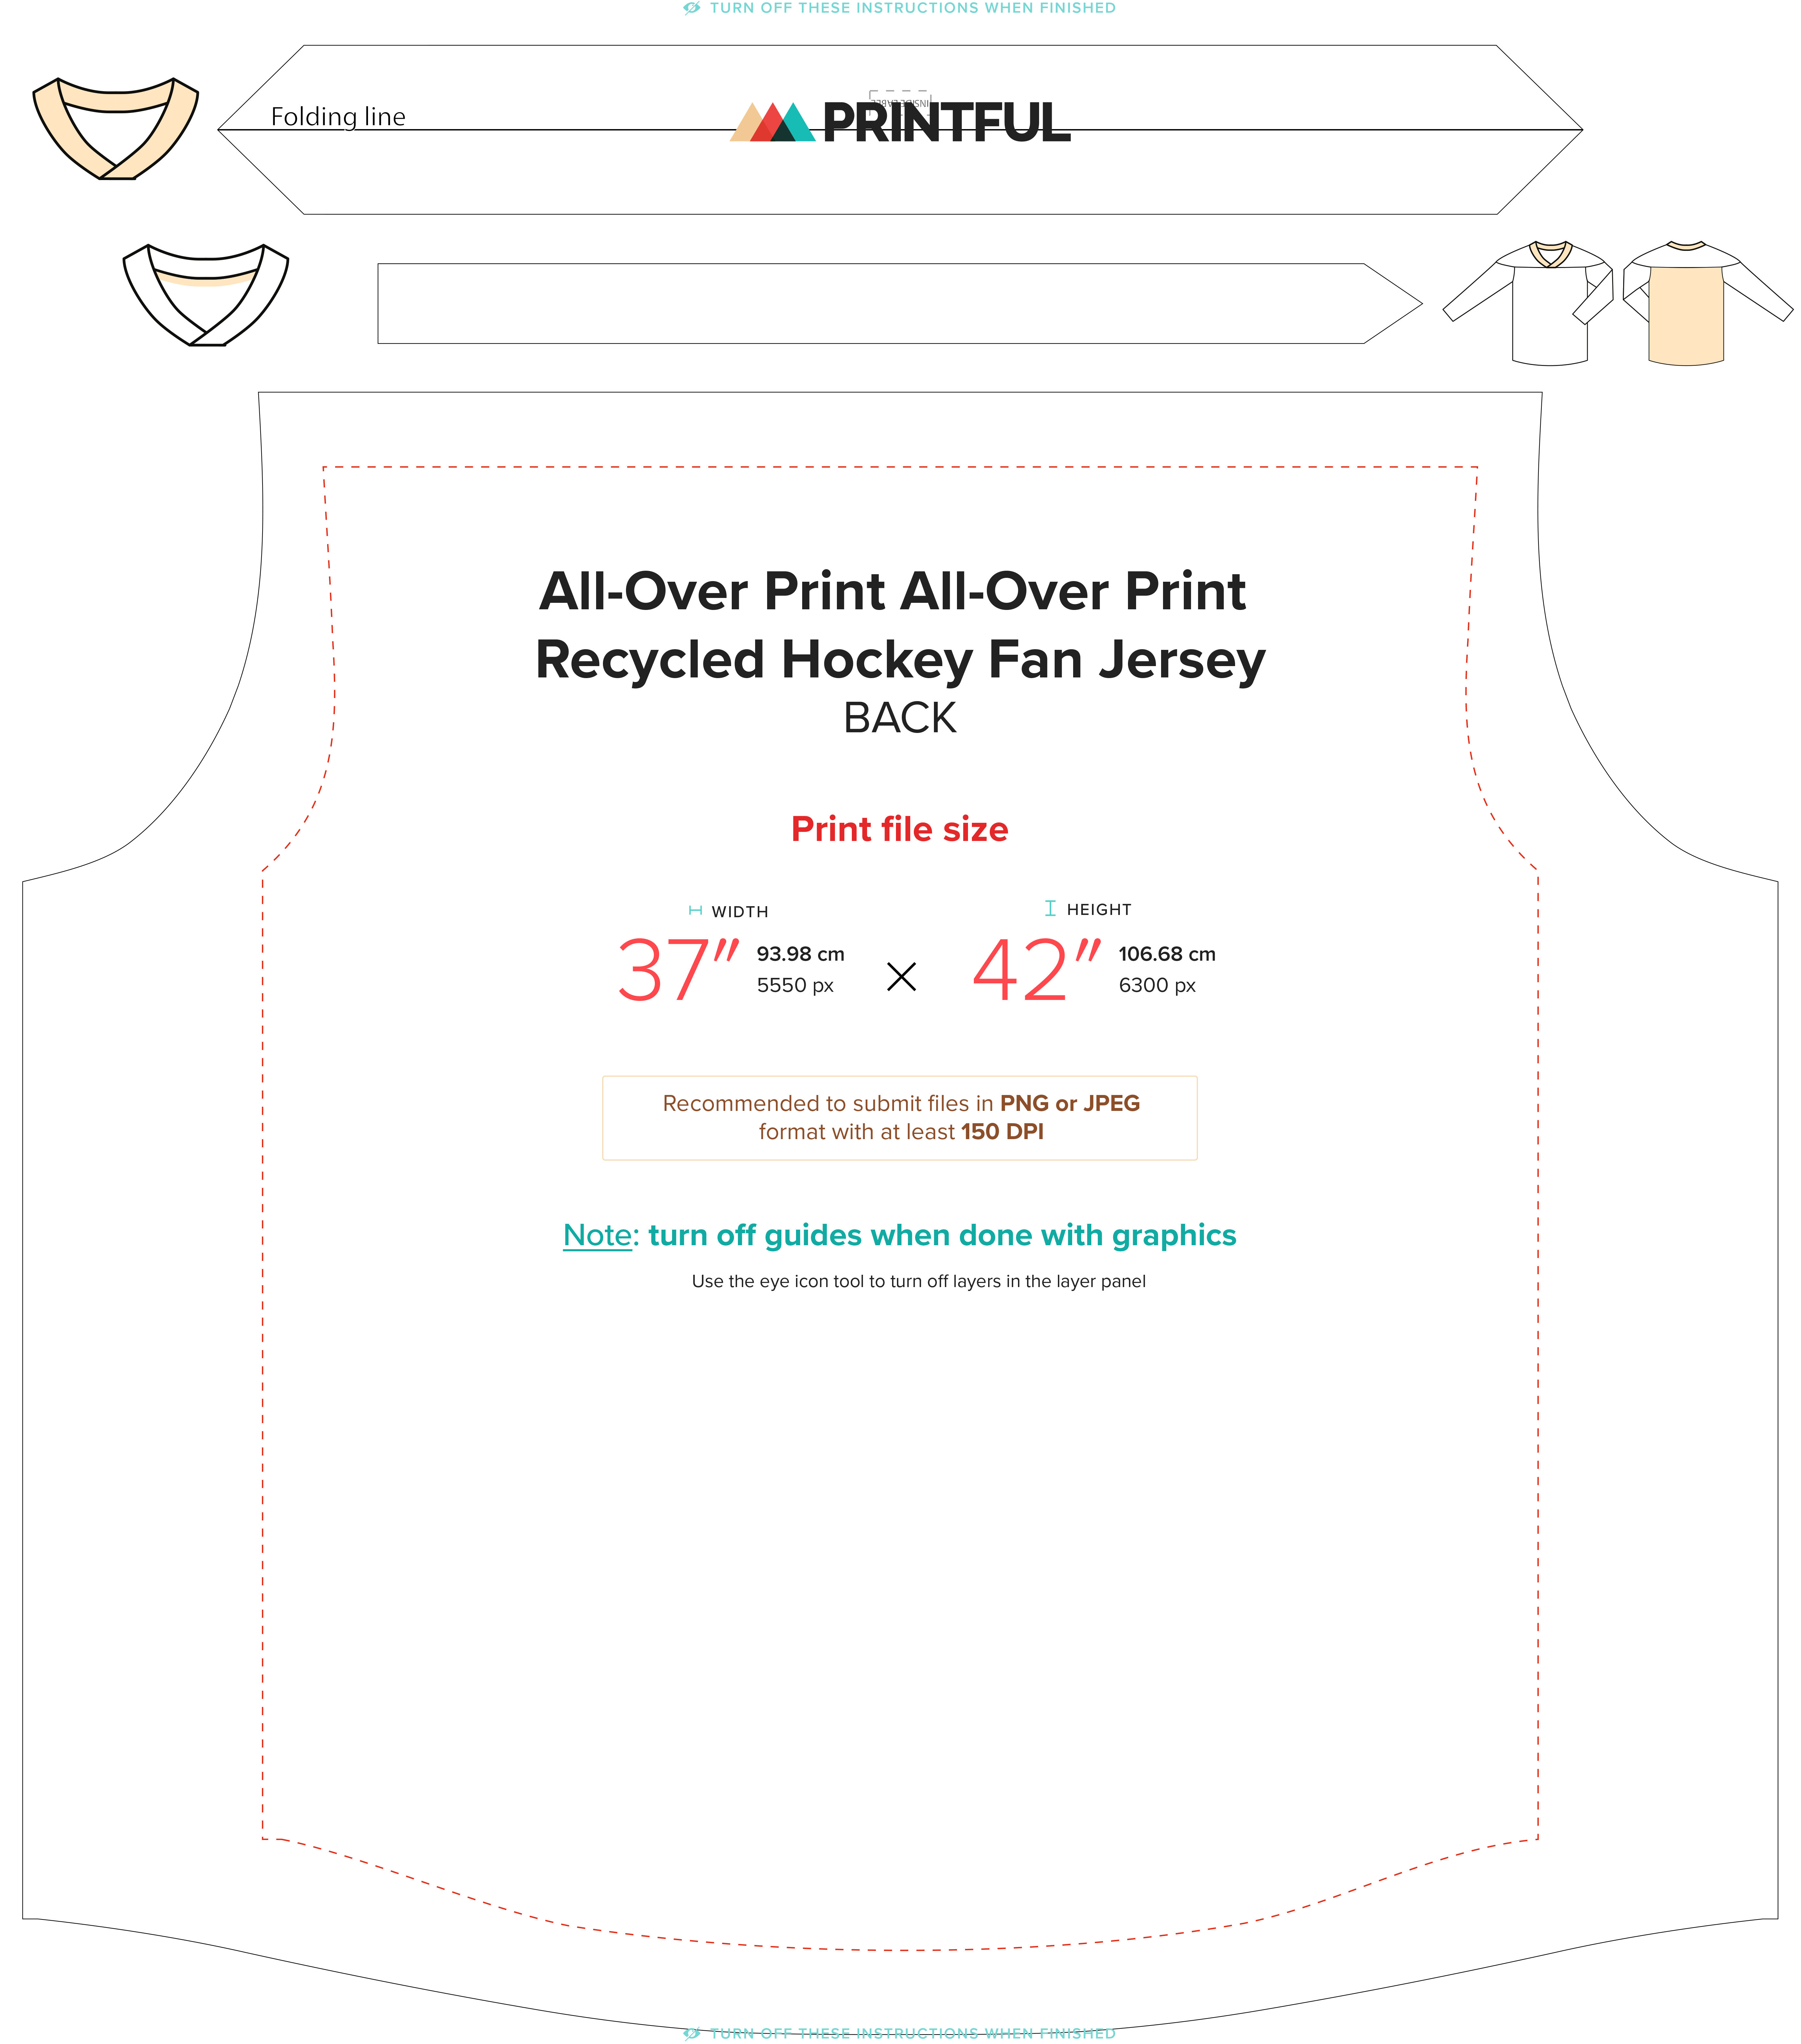 TURN OFF THESE INSTRUCTIONS WHEN FINISHED
INSIDE LABEL
Folding line
PRINTFUL
All-Over Print All-Over Print
Recycled Hockey Fan Jersey
BACK
Print file size
WIDTH
HEIGHT
37″ 93.98 cm
5550 px
×
42″ 106.68 cm
6300 px
Recommended to submit files in PNG or JPEG
format with at least 150 DPI
Note: turn off guides when done with graphics
Use the eye icon tool to turn off layers in the layer panel
TURN OFF THESE INSTRUCTIONS WHEN FINISHED